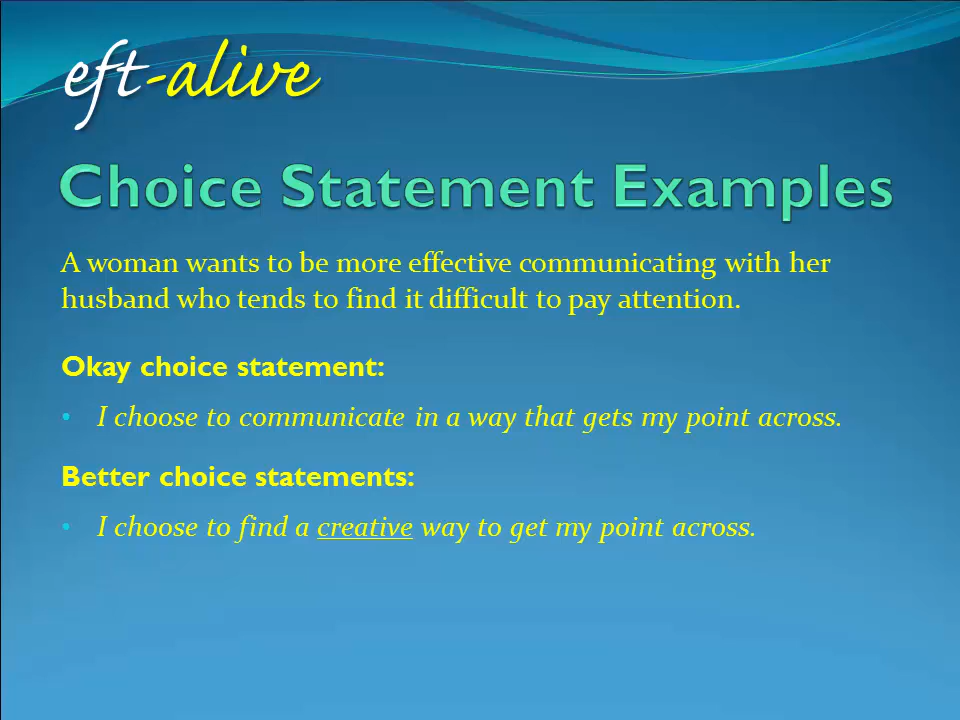 eft-alive
Choice Statement Examples
A woman wants to be more effective communicating with her
husband who tends to find it difficult to pay attention.
Okay choice statement:
• I choose to communicate in a way that gets my point across.
Better choice statements:
• I choose to find a creative way to get my point across.